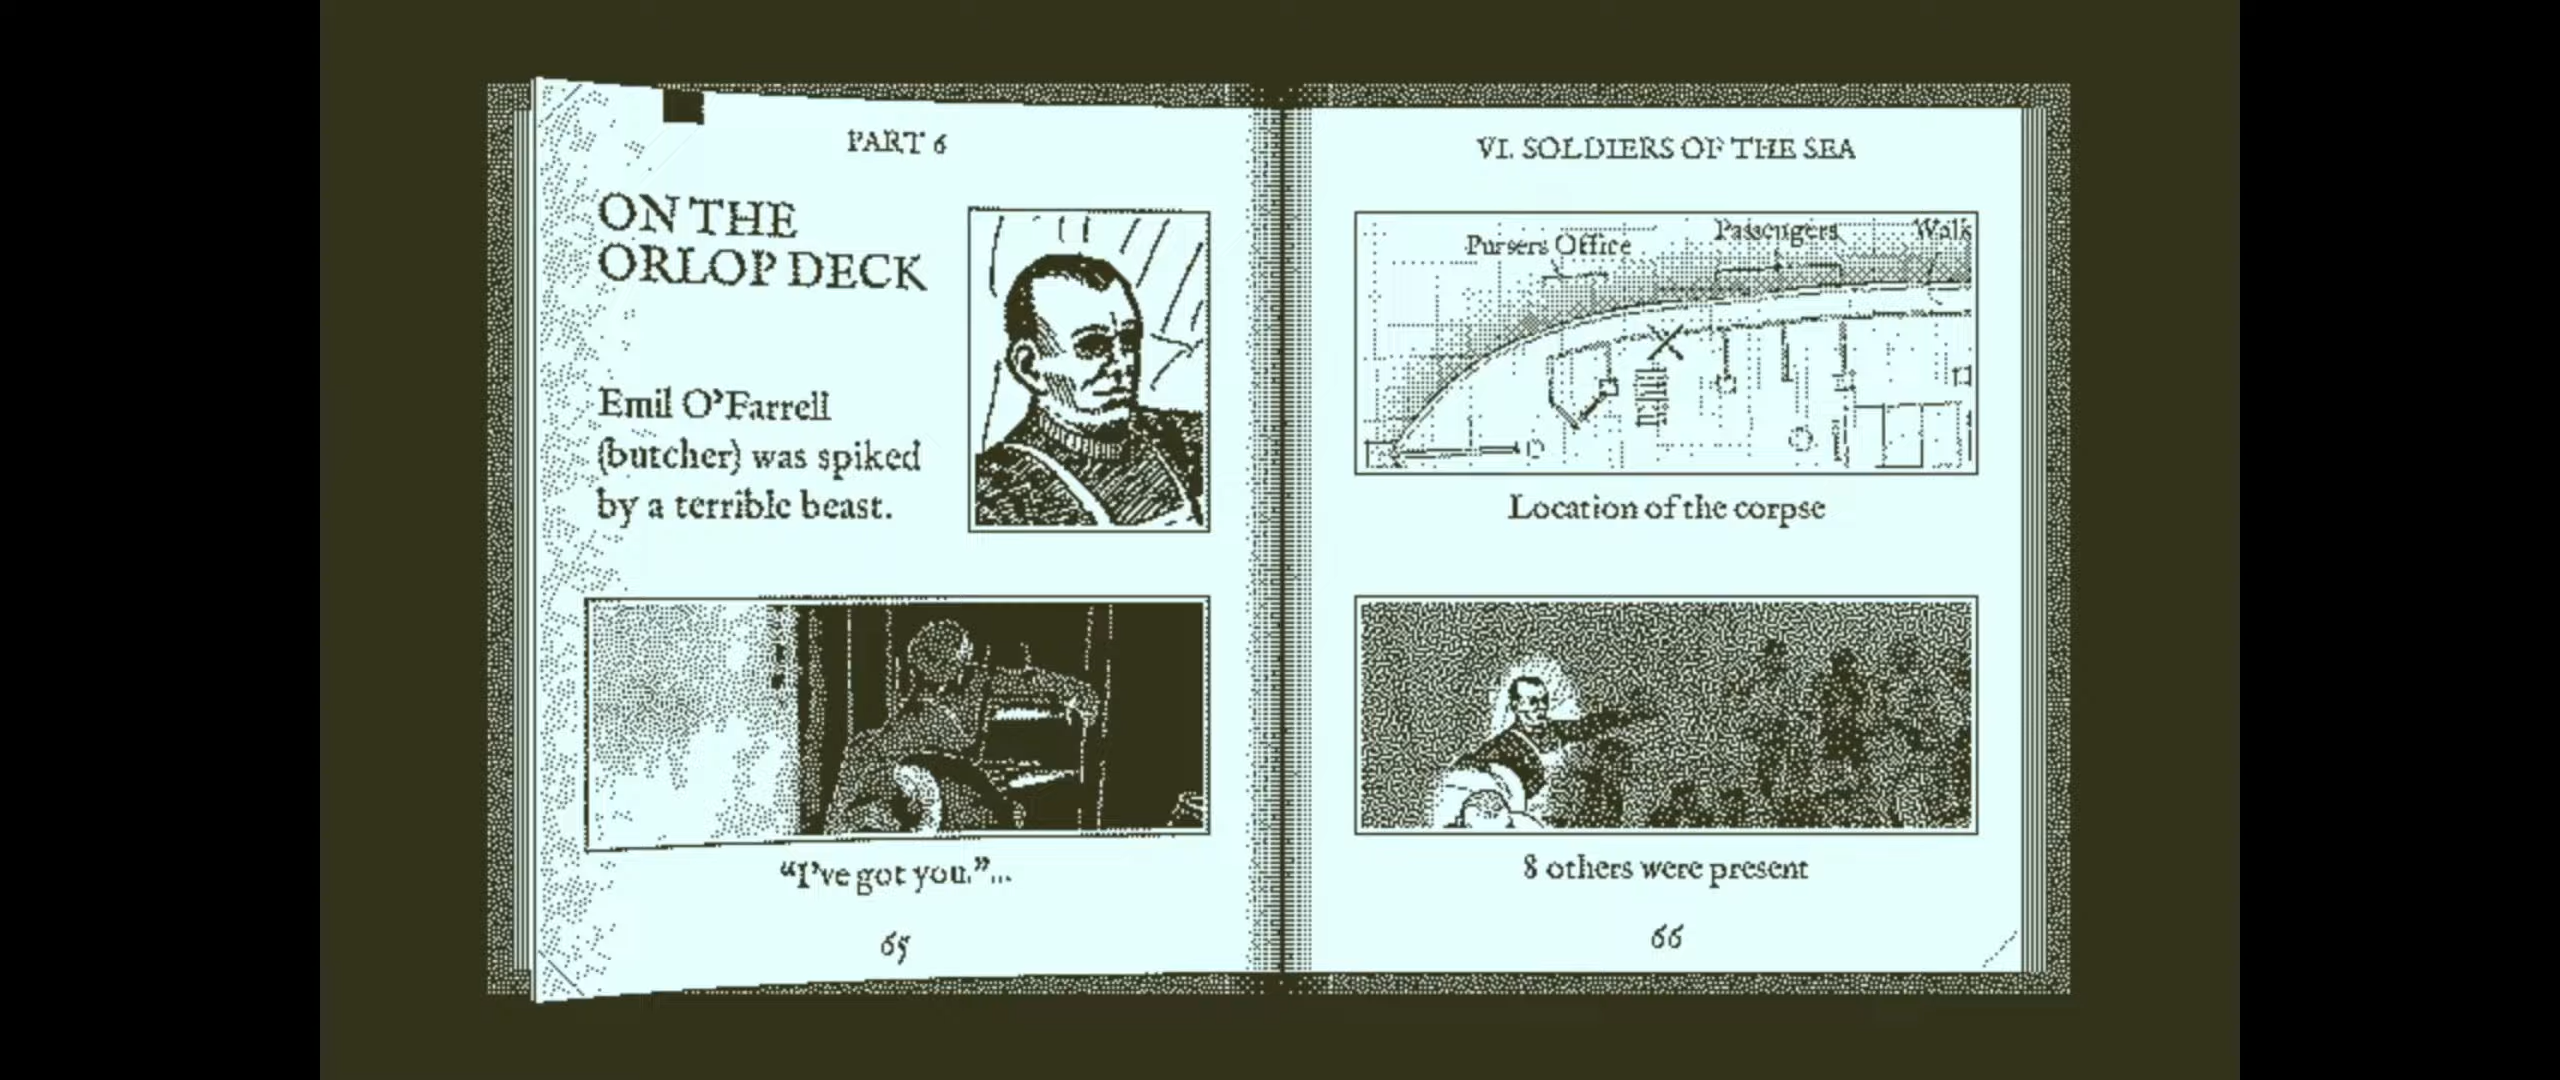 PART 6
ON THE
ORLOP DECK
Emil O’Farrell
(butcher) was spiked
by a terrible beast.
“I’ve got you.”...
65
VI. SOLDIERS OF THE SEA
Pursers Office
Passengers
Walk
Location of the corpse
8 others were present
66